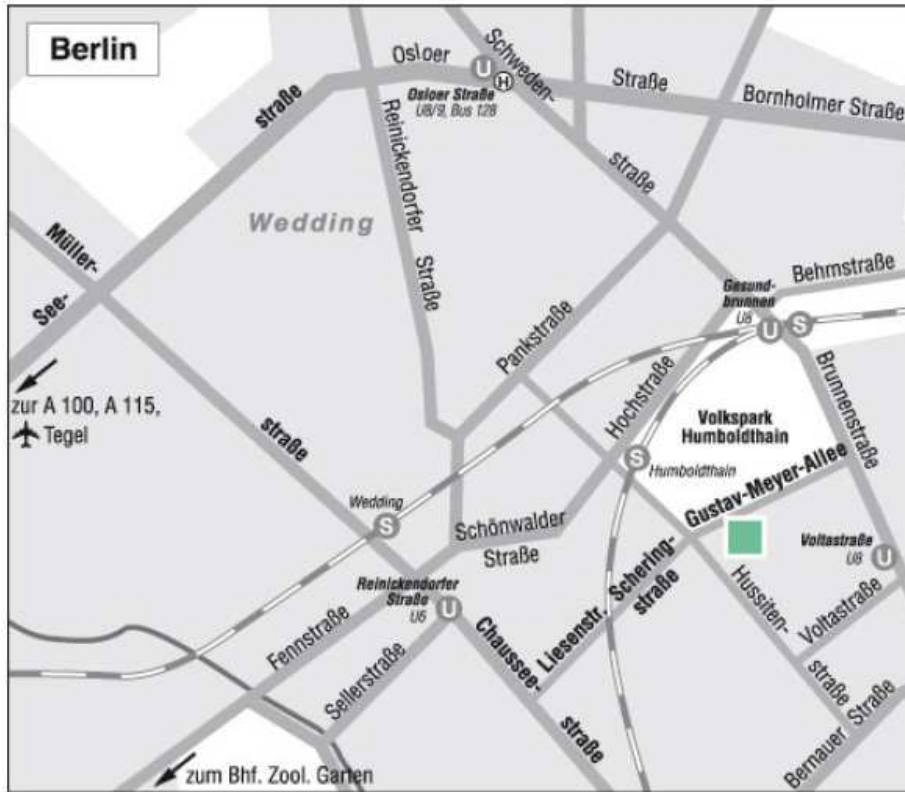 Berlin
Osloer
U
H
Schweden-
Straße
Bornholmer Straße
Osloer Straße
U8/9, Bus 128
straße
Reinickendorfer
Straße
straße
Wedding
Müller-
See-
Behmstraße
Gesund-
brunnen
U8
U
S
Pankstraße
Hochstraße
Brunnenstraße
zur A 100, A 115,
Tegel
straße
Volkspark
Humboldthain
S
Humboldthain
Gustav-Meyer-Allee
Wedding
S
Schönwalder
Straße
Voltastraße
U8
U
Reinickendorfer
Straße
U6
U
Fennstraße
Sellerstraße
Chaussee-
straße
Liesenstr.
Schering-
straße
Hussiten-
straße
Voltastraße
Bernauer Straße
zum Bhf. Zool. Garten